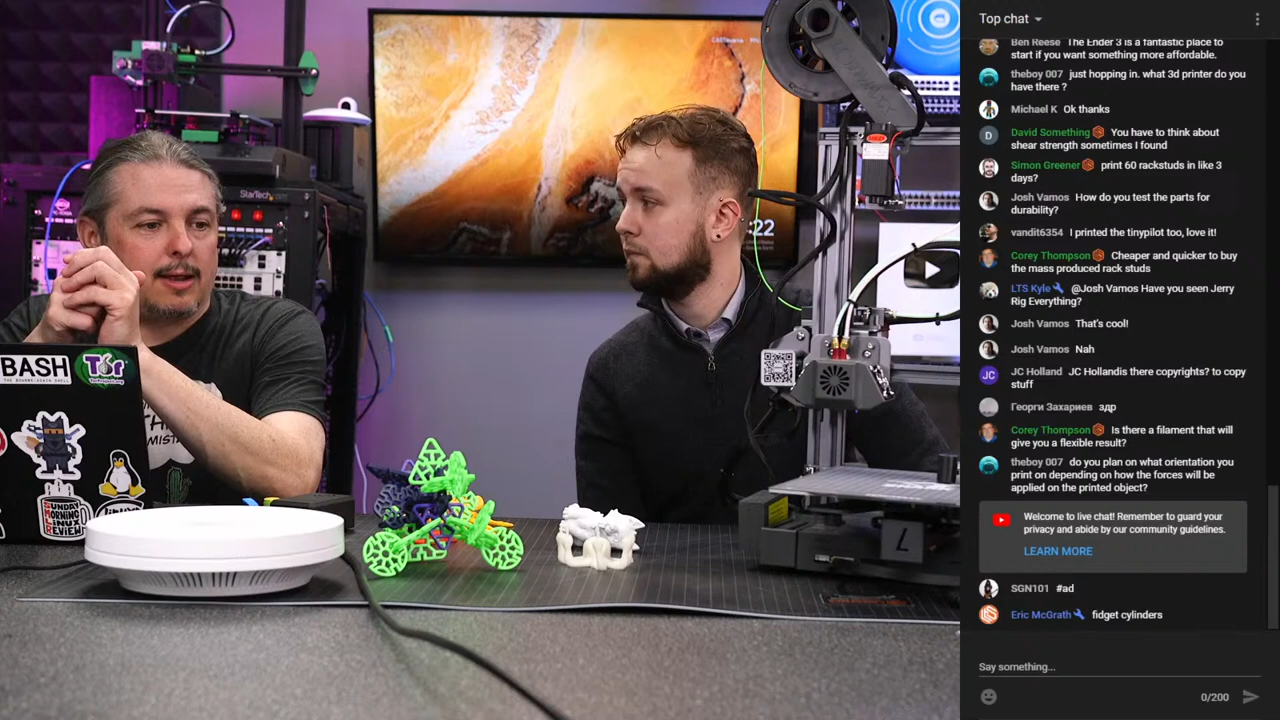 Top chat
Ben Reese The Ender 3 is a fantastic place to
start if you want something more affordable.
theboy 007 just hopping in. what 3d printer do you
have there ?
Michael K Ok thanks
David Something You have to think about
shear strength sometimes I found
Simon Greener print 60 rackstuds in like 3
days?
Josh Vamos How do you test the parts for
durability?
vandit6354 I printed the tinypilot too, love it!
Corey Thompson Cheaper and quicker to buy
the mass produced rack studs
LTS Kyle @Josh Vamos Have you seen Jerry
Rig Everything?
Josh Vamos That's cool!
Josh Vamos Nah
JC
JC Holland JC Hollandis there copyrights? to copy
stuff
Георги Захариев здр
Corey Thompson Is there a filament that will
give you a flexible result?
theboy 007 do you plan on what orientation you
print on depending on how the forces will be
applied on the printed object?
Welcome to live chat! Remember to guard your
privacy and abide by our community guidelines.
LEARN MORE
SGN101 #ad
Eric McGrath fidget cylinders
Say something...
0/200
D
StarTech
:22
BASH
THE BOURNE-AGAIN SHELL
Tor
TorProject.org
SUNDAY
MORNING
LINUX
REVIEW
L